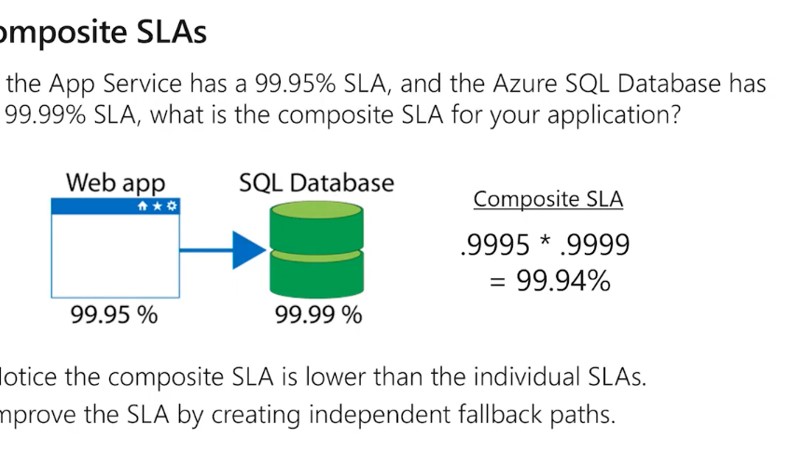 omposite SLAs
the App Service has a 99.95% SLA, and the Azure SQL Database has
99.99% SLA, what is the composite SLA for your application?
Web app
SQL Database
99.95 %
99.99 %
Composite SLA
.9995 * .9999
= 99.94%
otice the composite SLA is lower than the individual SLAs.
mprove the SLA by creating independent fallback paths.